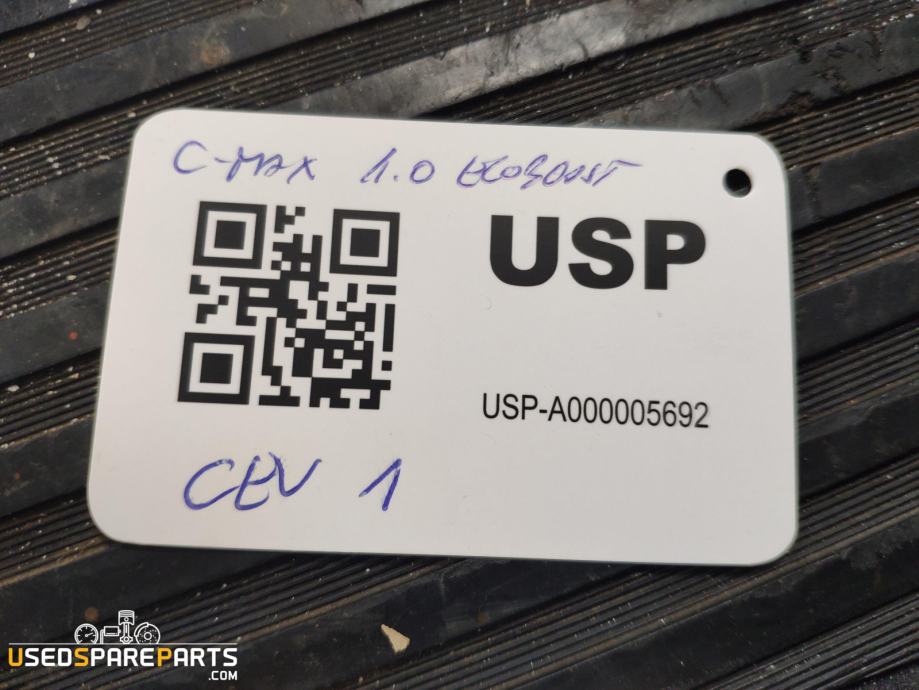 C-MAX 1.0 ECOBOOST
USP
USP-A000005692
CEV 1
USEDSPAREPARTS
.COM